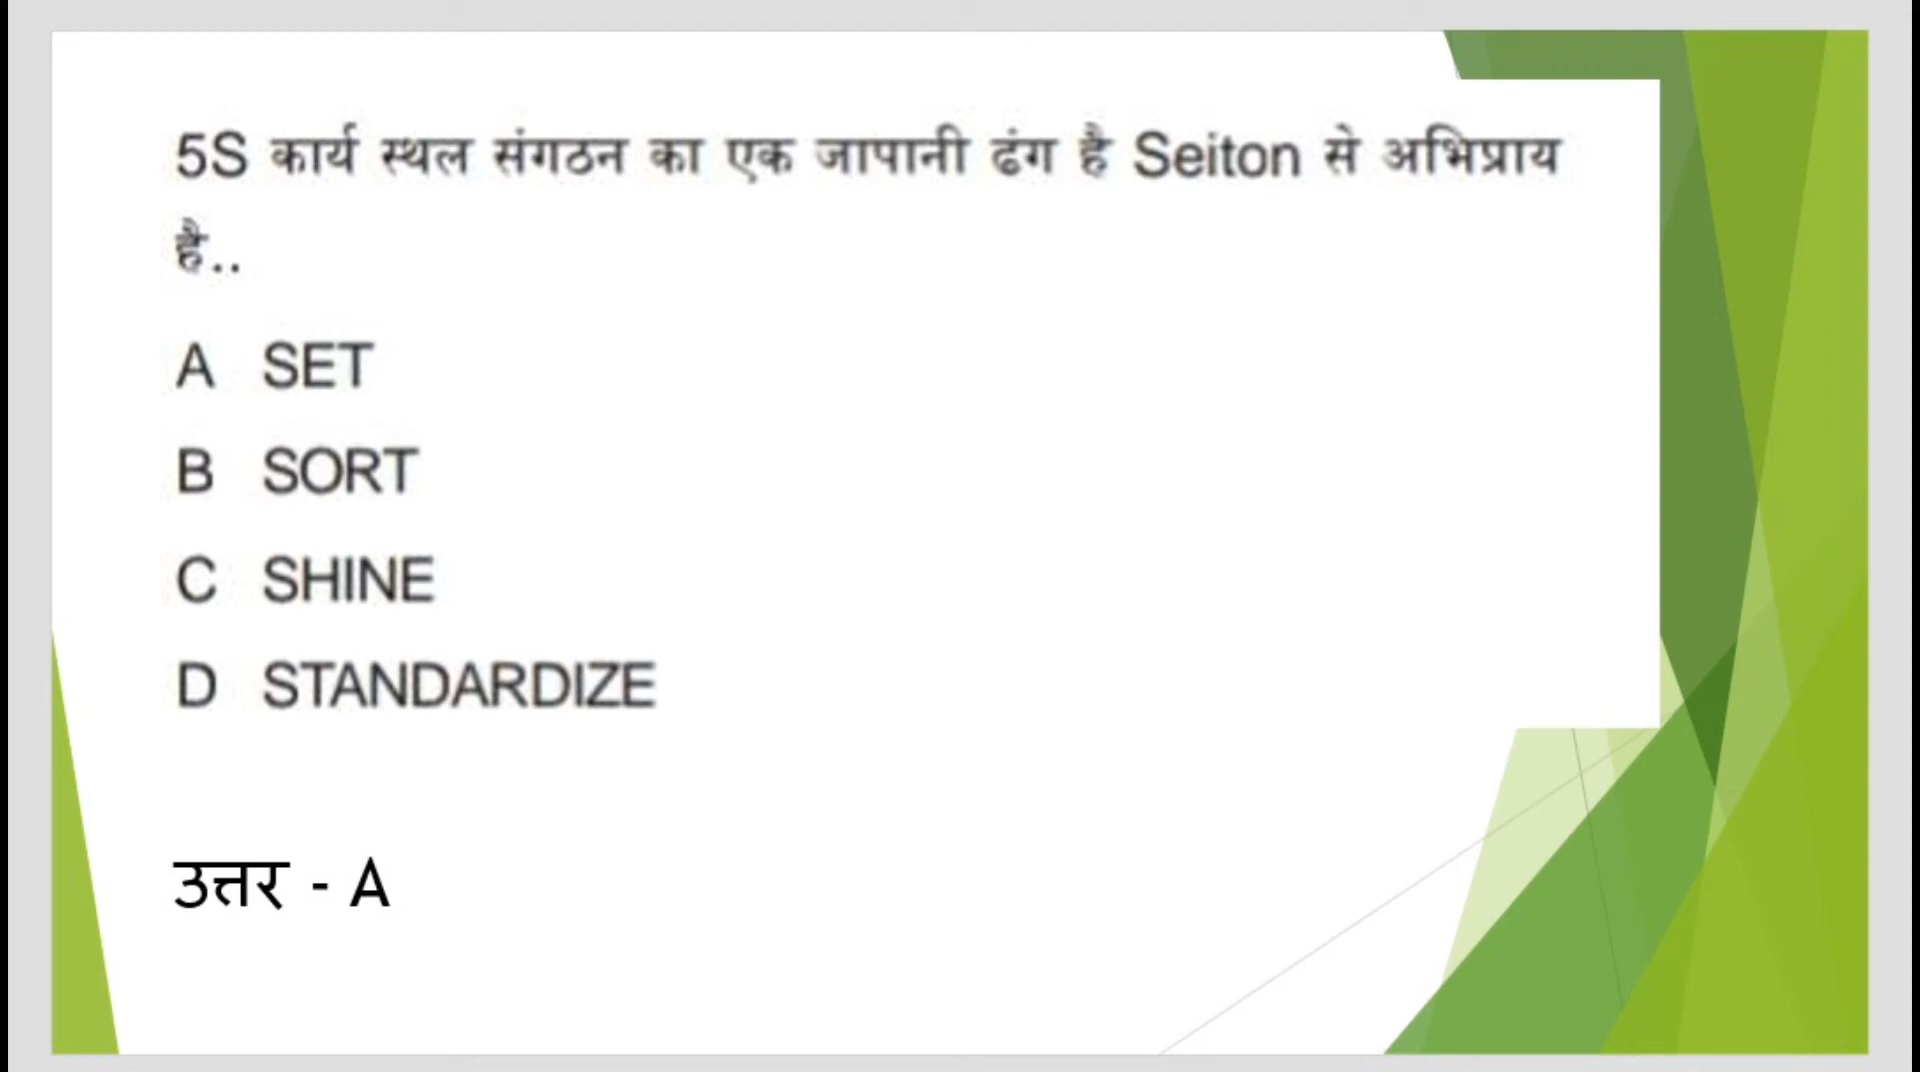 5S कार्य स्थल संगठन का एक जापानी ढंग है Seiton से अभिप्राय
है..
A SET
B SORT
C SHINE
D STANDARDIZE
उत्तर - A